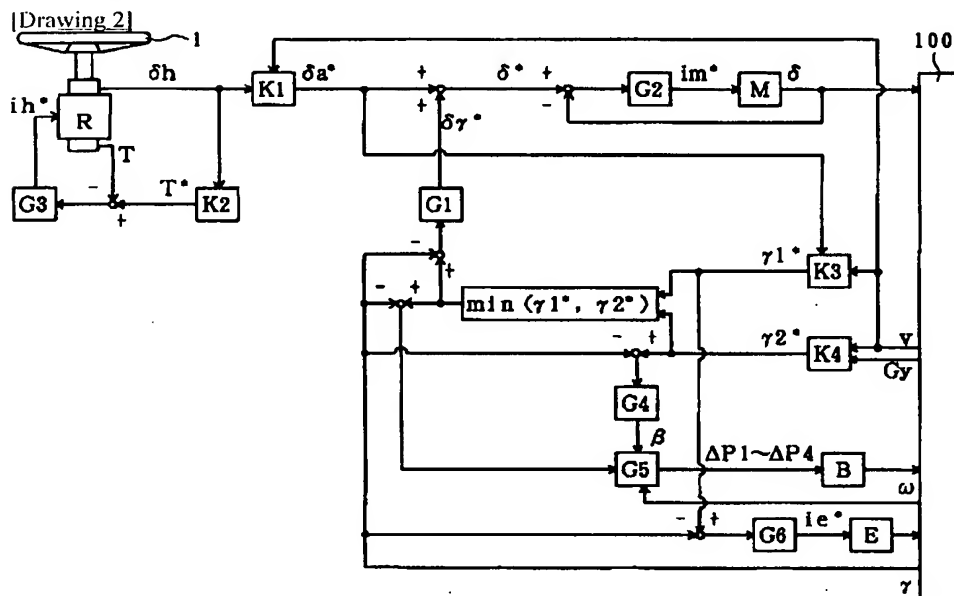 [Drawing 2]
1
100
δh
K1
δa*
+
+
δ*
+
-
G2
im*
M
δ
ih*
R
T
δγ*
G3
-
+
T*
K2
G1
-
+
γ1*
K3
-
+
min (γ1*, γ2*)
-
+
γ2*
K4
V
Gy
G4
β
G5
ΔP1~ΔP4
B
ω
-
+
G6
ie*
E
γ